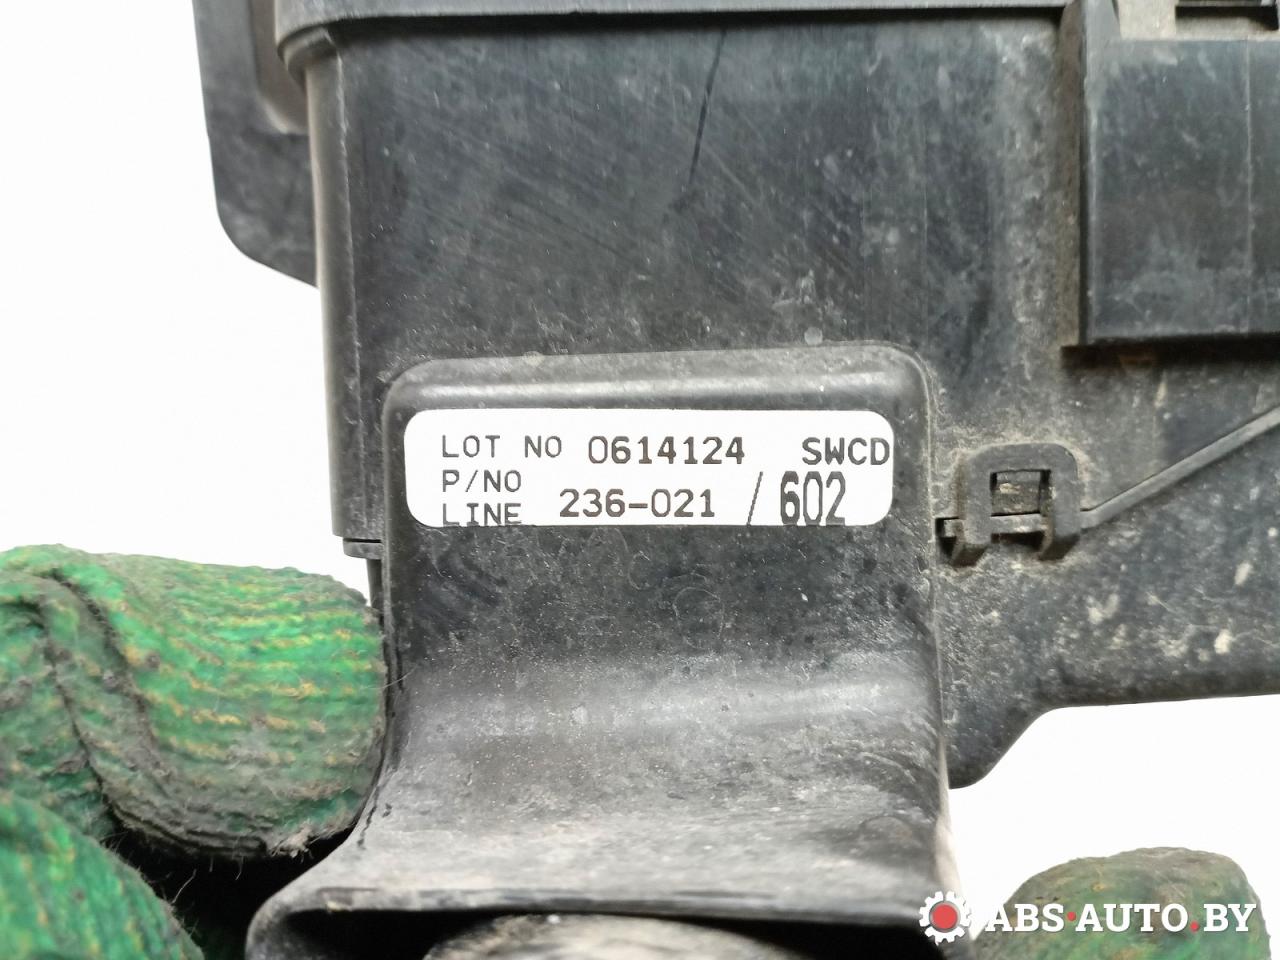 LOT NO 0614124 SWCD
P/NO
LINE 236-021 / 602
ABS·AUTO.BY